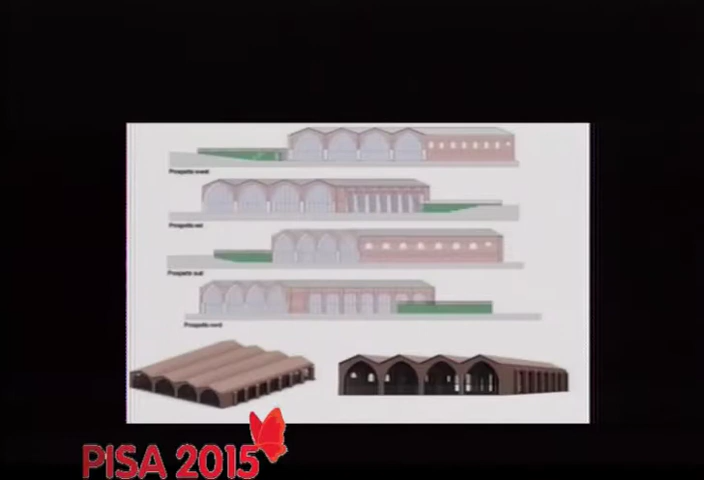 Prospetto ovest
Prospetto est
Prospetto sud
Prospetto nord
PISA 2015